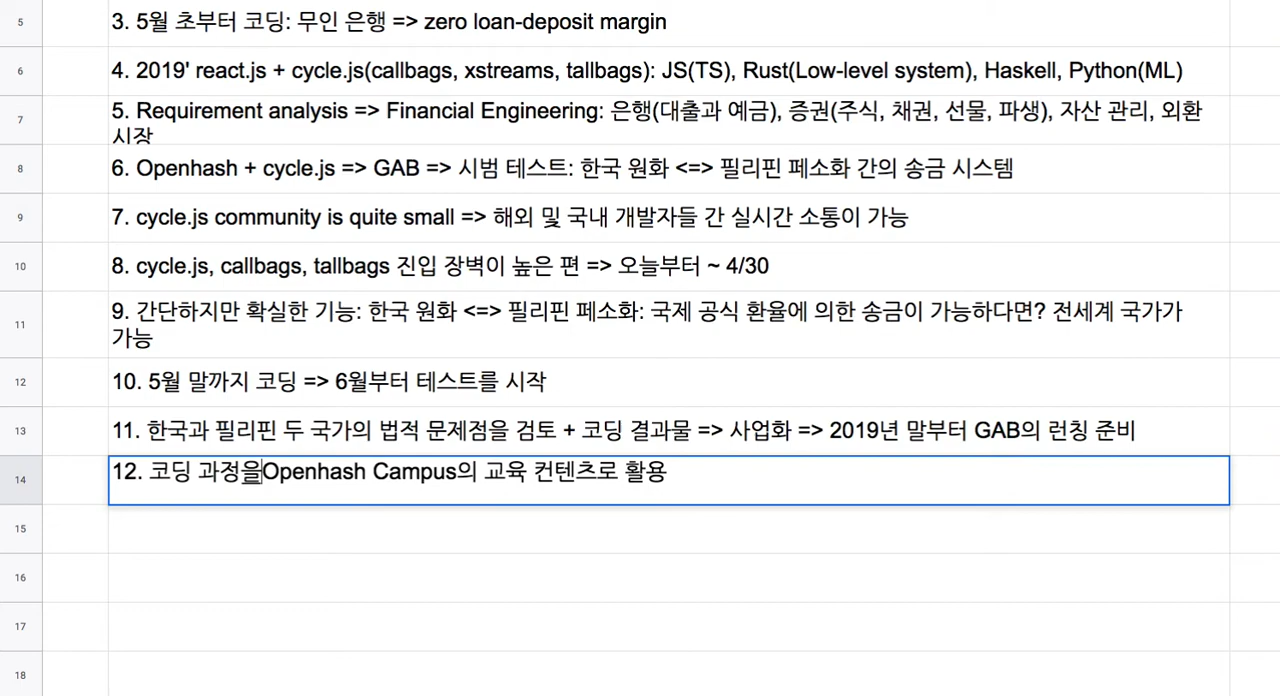 5
3. 5월 초부터 코딩: 무인 은행 => zero loan-deposit margin
6
4. 2019' react.js + cycle.js(callbags, xstreams, tallbags): JS(TS), Rust(Low-level system), Haskell, Python(ML)
7
5. Requirement analysis => Financial Engineering: 은행(대출과 예금), 증권(주식, 채권, 선물, 파생), 자산 관리, 외환
시장
8
6. Openhash + cycle.js => GAB => 시범 테스트: 한국 원화 <=> 필리핀 페소화 간의 송금 시스템
9
7. cycle.js community is quite small => 해외 및 국내 개발자들 간 실시간 소통이 가능
10
8. cycle.js, callbags, tallbags 진입 장벽이 높은 편 => 오늘부터 ~ 4/30
11
9. 간단하지만 확실한 기능: 한국 원화 <=> 필리핀 페소화: 국제 공식 환율에 의한 송금이 가능하다면? 전세계 국가가
가능
12
10. 5월 말까지 코딩 => 6월부터 테스트를 시작
13
11. 한국과 필리핀 두 국가의 법적 문제점을 검토 + 코딩 결과물 => 사업화 => 2019년 말부터 GAB의 런칭 준비
14
12. 코딩 과정을Openhash Campus의 교육 컨텐츠로 활용
15
16
17
18